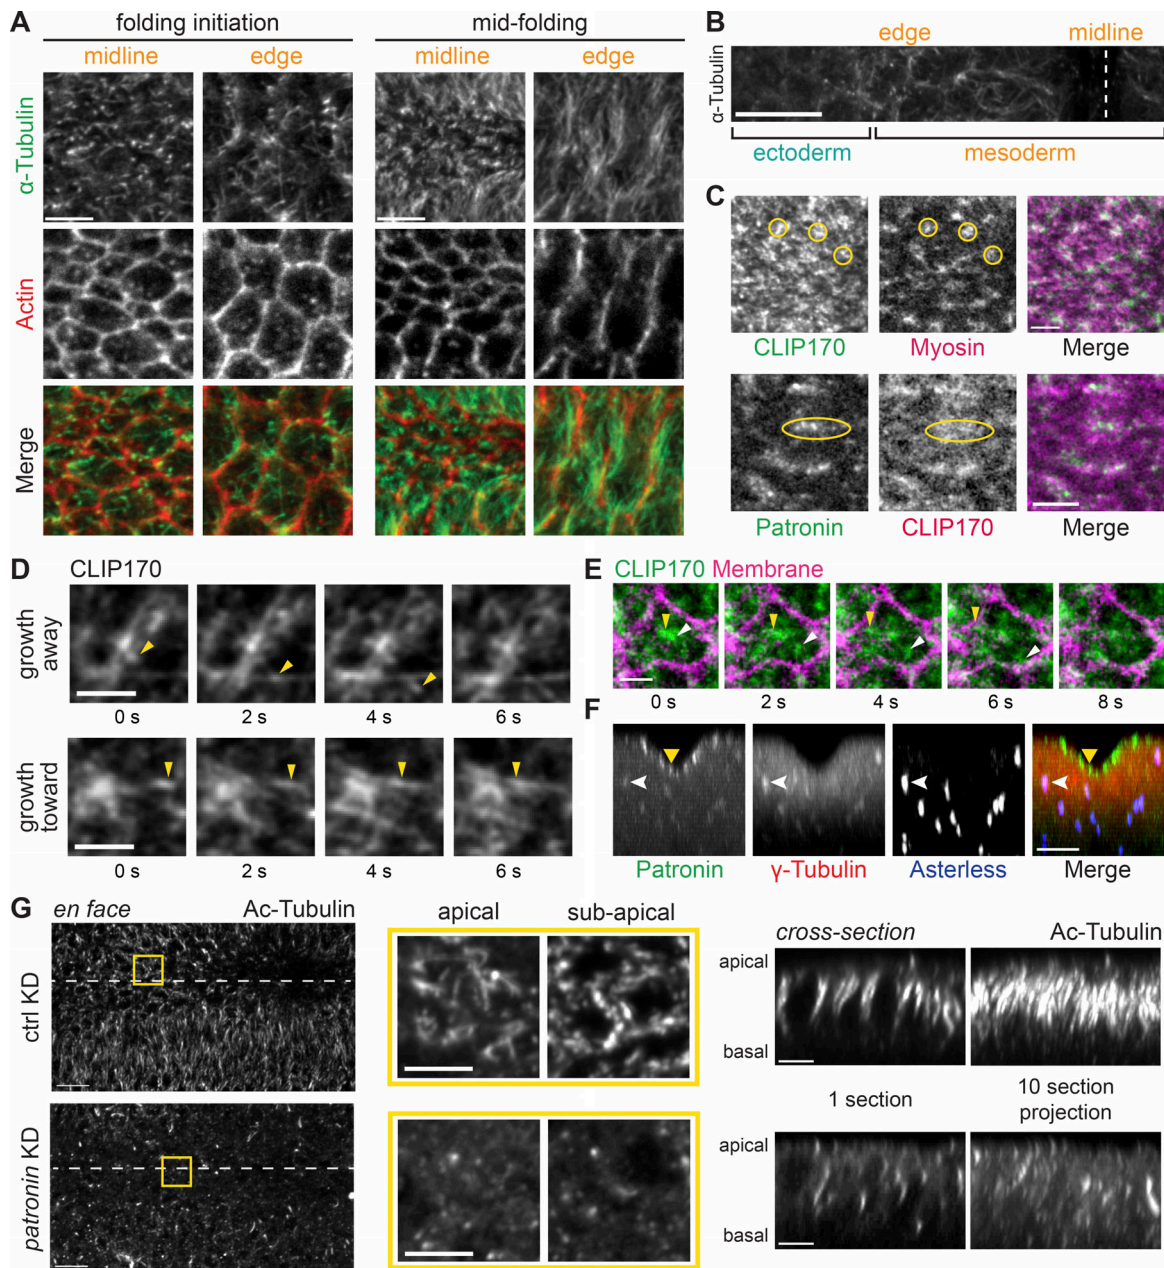 A
folding initiation
mid-folding
midline
edge
midline
edge
α-Tubulin
Actin
Merge
B
edge
midline
α-Tubulin
ectoderm
mesoderm
C
CLIP170
Myosin
Merge
Patronin
CLIP170
Merge
D
CLIP170
growth
away
0 s
2 s
4 s
6 s
growth
toward
0 s
2 s
4 s
6 s
E
CLIP170 Membrane
0 s
2 s
4 s
6 s
8 s
F
Patronin
γ-Tubulin
Asterless
Merge
G
en face
Ac-Tubulin
ctrl KD
patronin KD
apical
sub-apical
cross-section
Ac-Tubulin
apical
basal
1 section
10 section
projection
apical
basal